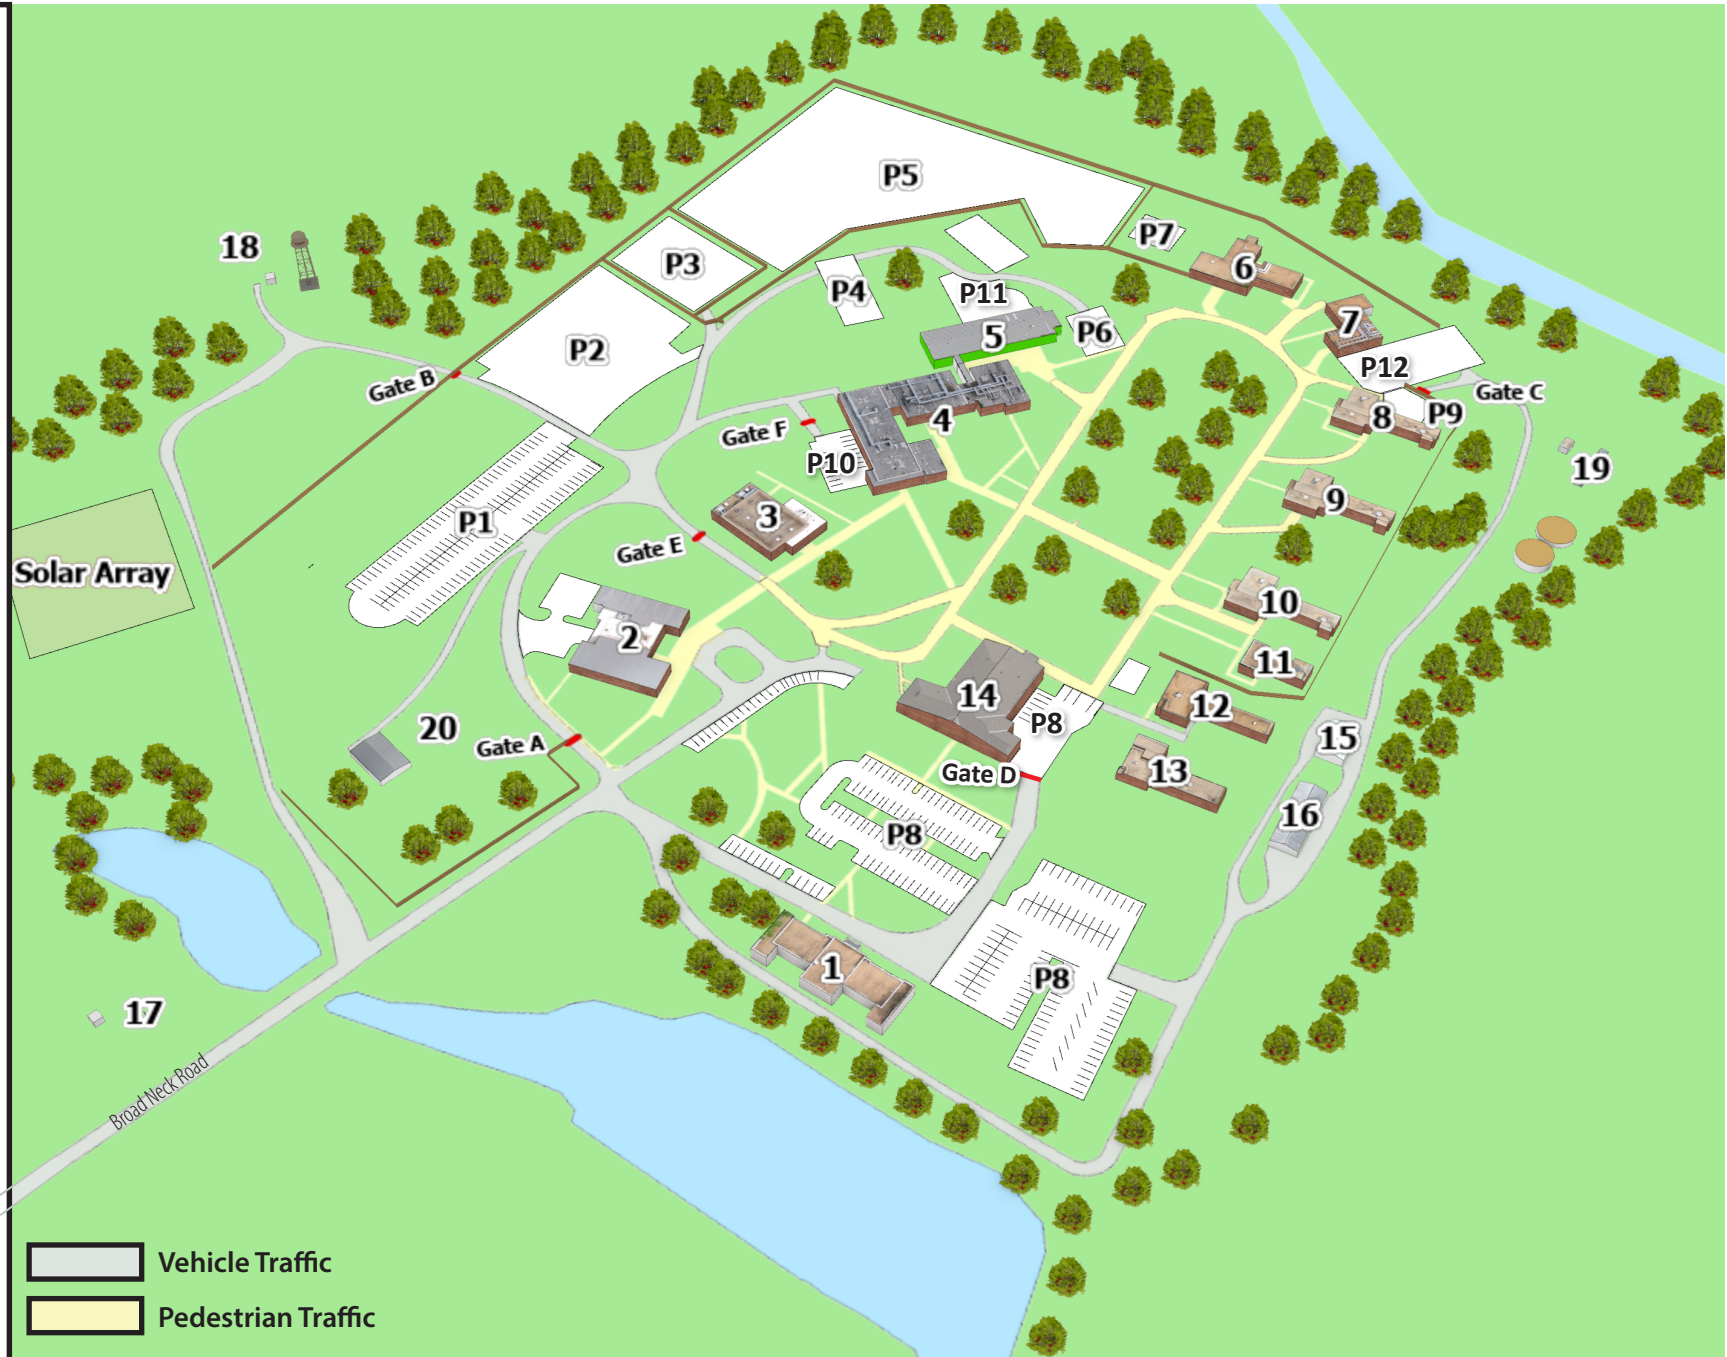 P5
P7
18
6
P3
P4
P11
7
5
P6
P2
P12
Gate B
Gate C
8
P9
4
Gate F
P10
19
9
3
P1
Gate E
Solar Array
10
2
11
14
12
P8
20
15
Gate A
13
Gate D
16
P8
1
P8
17
Broad Neck Road
Vehicle Traffic
Pedestrian Traffic